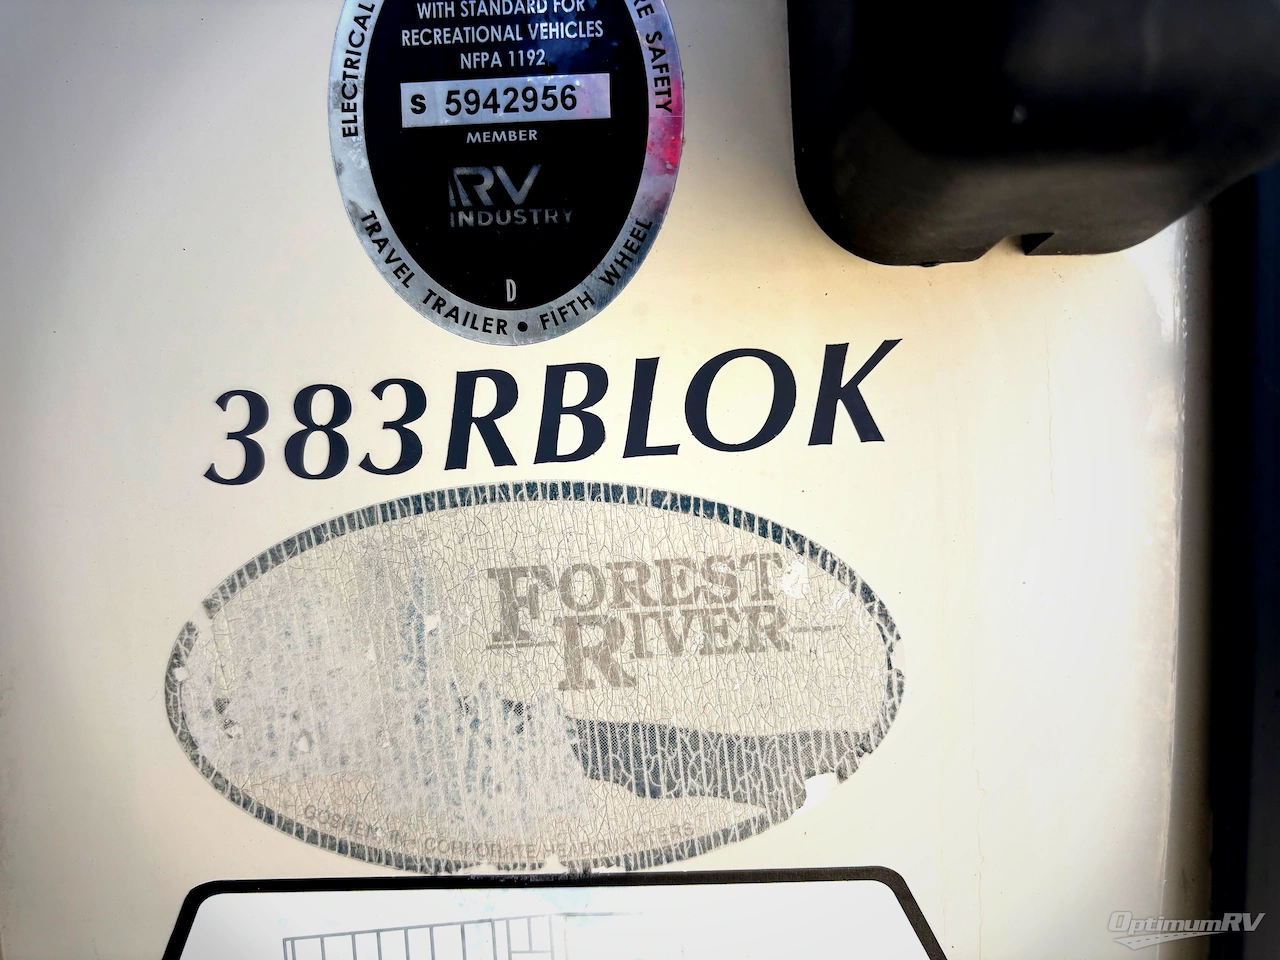 WITH STANDARD FOR
RECREATIONAL VEHICLES
NFPA 1192
ELECTRICAL
SAFETY
S 5942956
MEMBER
RV
INDUSTRY
D
TRAVEL TRAILER • FIFTH WHEEL
383RBLOK
FOREST
RIVER
GOSHEN, IN CORPORATE HEADQUARTERS
OptimumRV